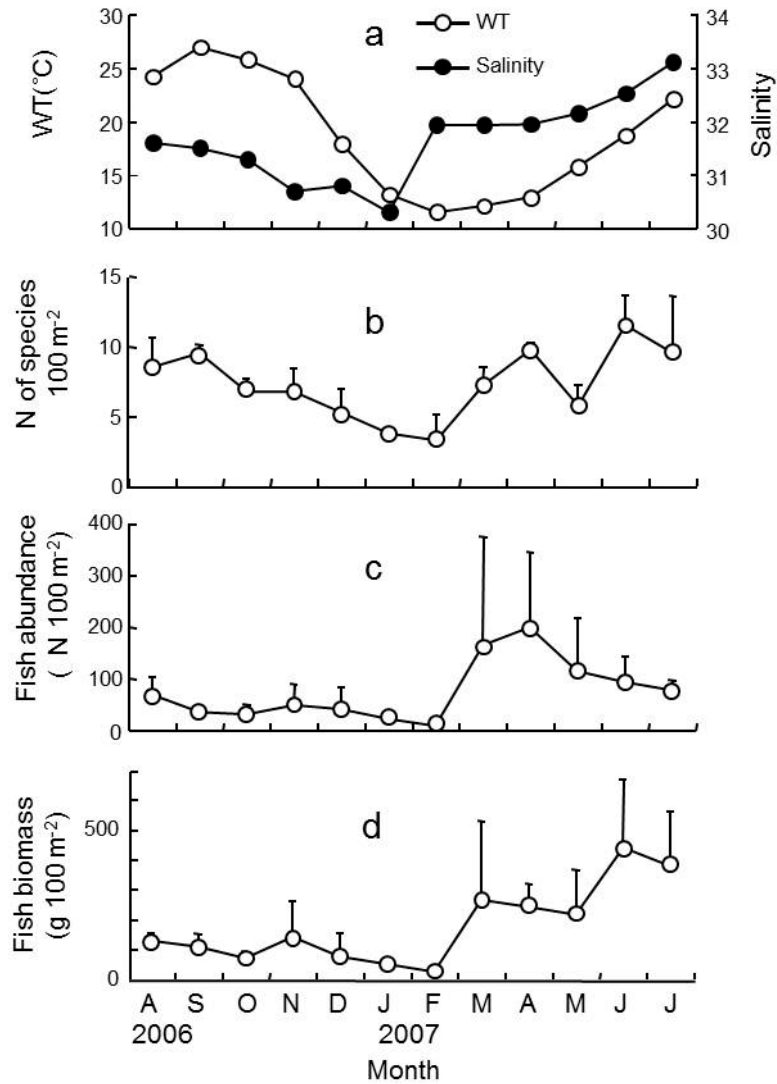 a
WT
Salinity
WT(°C)
30
25
20
15
10
34
33
32
31
30
Salinity
b
N of species
100 m-2
15
10
5
0
c
Fish abundance
( N 100 m-2)
400
300
200
100
0
d
Fish biomass
(g 100 m-2)
500
0
A S O N D J F M A M J J
2006 2007
Month